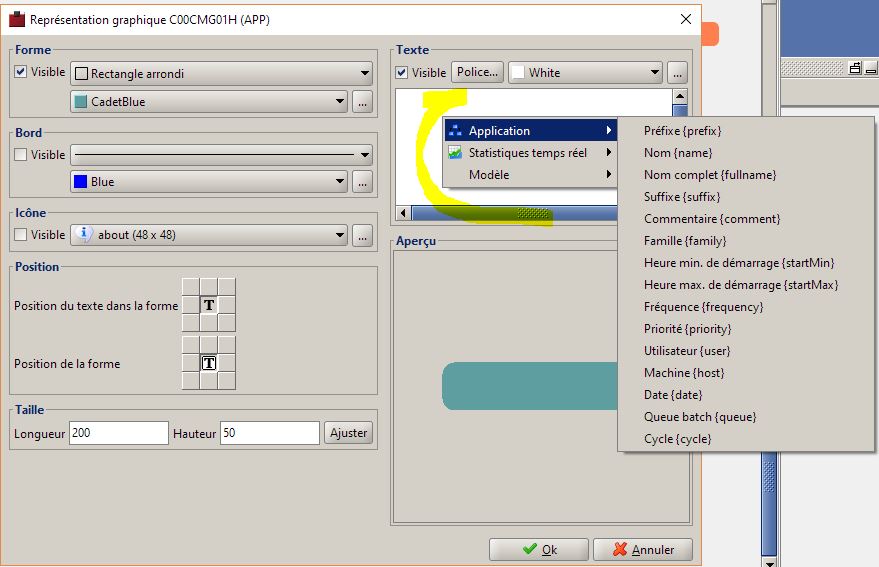 Représentation graphique C00CMG01H (APP)
Forme
Visible
Rectangle arrondi
CadetBlue
...
Bord
Visible
Blue
...
Icône
Visible
about (48 x 48)
...
Position
Position du texte dans la forme
T
Position de la forme
T
Taille
Longueur 200 Hauteur 50 Ajuster
Texte
Visible Police... White ...
Application
Statistiques temps réel
Modèle
Préfixe {prefix}
Nom {name}
Nom complet {fullname}
Suffixe {suffix}
Commentaire {comment}
Famille {family}
Heure min. de démarrage {startMin}
Heure max. de démarrage {startMax}
Fréquence {frequency}
Priorité {priority}
Utilisateur {user}
Machine {host}
Date {date}
Queue batch {queue}
Cycle {cycle}
Aperçu
Ok Annuler